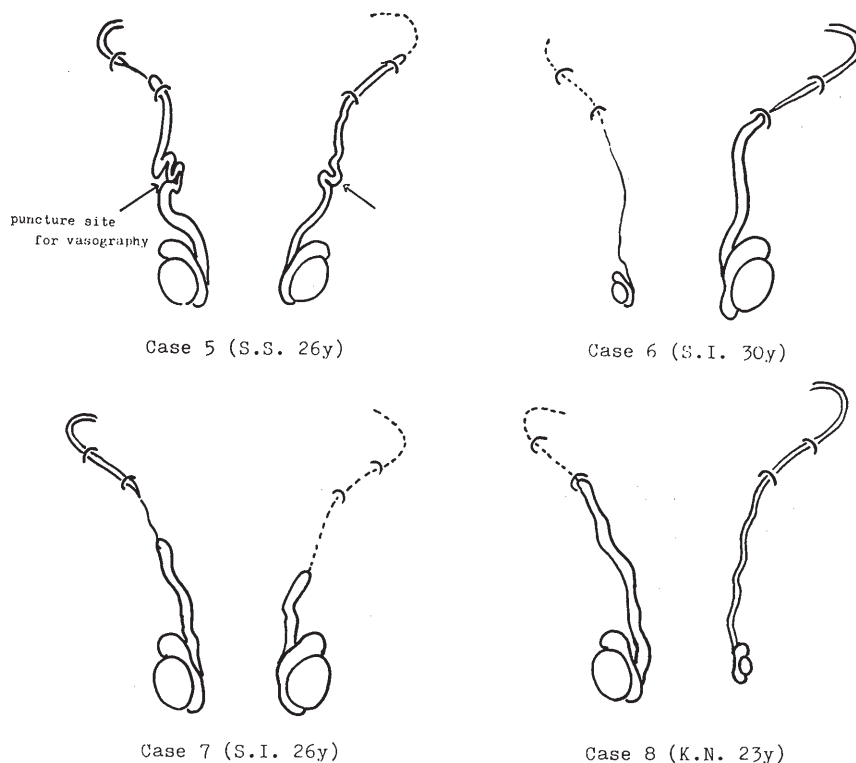 puncture site
for vasography
Case 5 (S.S. 26y)
Case 6 (S.I. 30y)
Case 7 (S.I. 26y)
Case 8 (K.N. 23y)